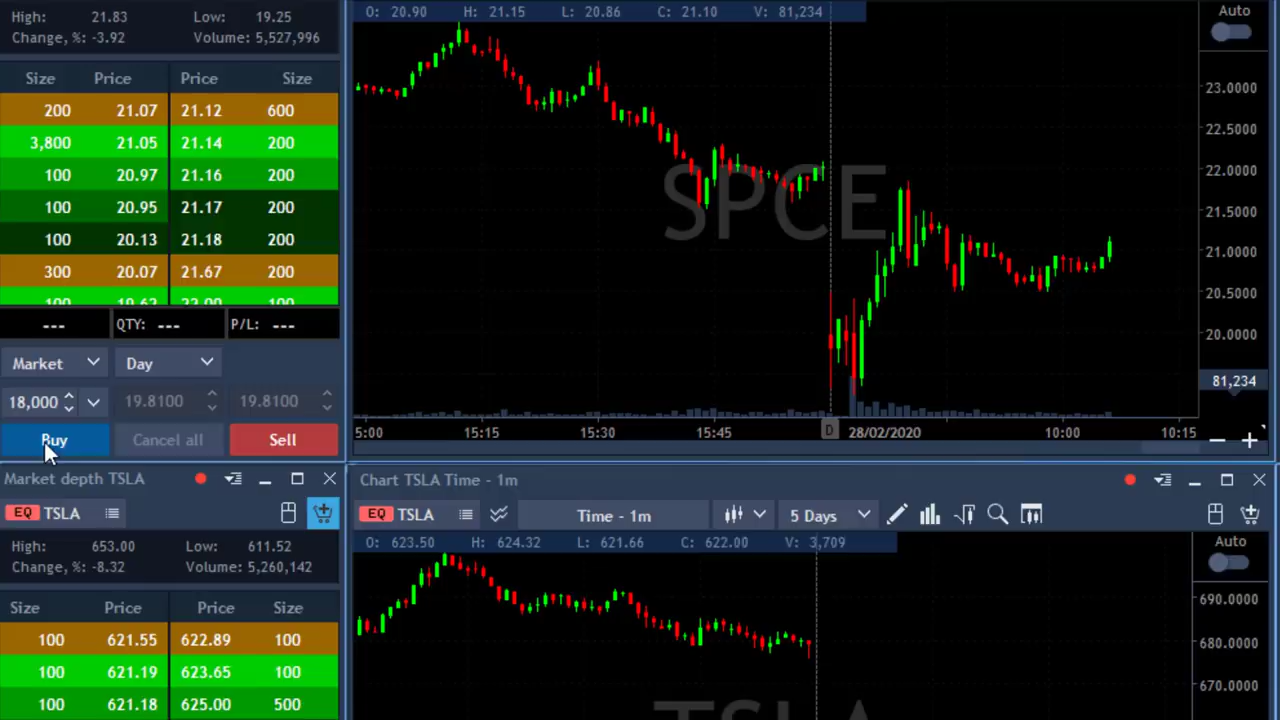 High: 21.83 Low: 19.25
Change, %: -3.92 Volume: 5,527,996
Size Price Price Size
200 21.07 21.12 600
3,800 21.05 21.14 200
100 20.97 21.16 200
100 20.95 21.17 200
100 20.13 21.18 200
300 20.07 21.67 200
100 19.62 22.00 100
--- QTY: --- P/L: ---
Market Day
18,000 19.8100 19.8100
Buy Cancel all Sell
O: 20.90 H: 21.15 L: 20.86 C: 21.10 V: 81,234
Auto
SPCE
23.0000
22.5000
22.0000
21.5000
21.0000
20.5000
20.0000
81,234
5:00 15:15 15:30 15:45 D 28/02/2020 10:00 10:15
Market depth TSLA
EQ TSLA
High: 653.00 Low: 611.52
Change, %: -8.32 Volume: 5,260,142
Size Price Price Size
100 621.55 622.89 100
100 621.19 623.65 100
100 621.18 625.00 500
Chart TSLA Time - 1m
EQ TSLA Time - 1m 5 Days
O: 623.50 H: 624.32 L: 621.66 C: 622.00 V: 3,709
Auto
690.0000
680.0000
670.0000
TSLA